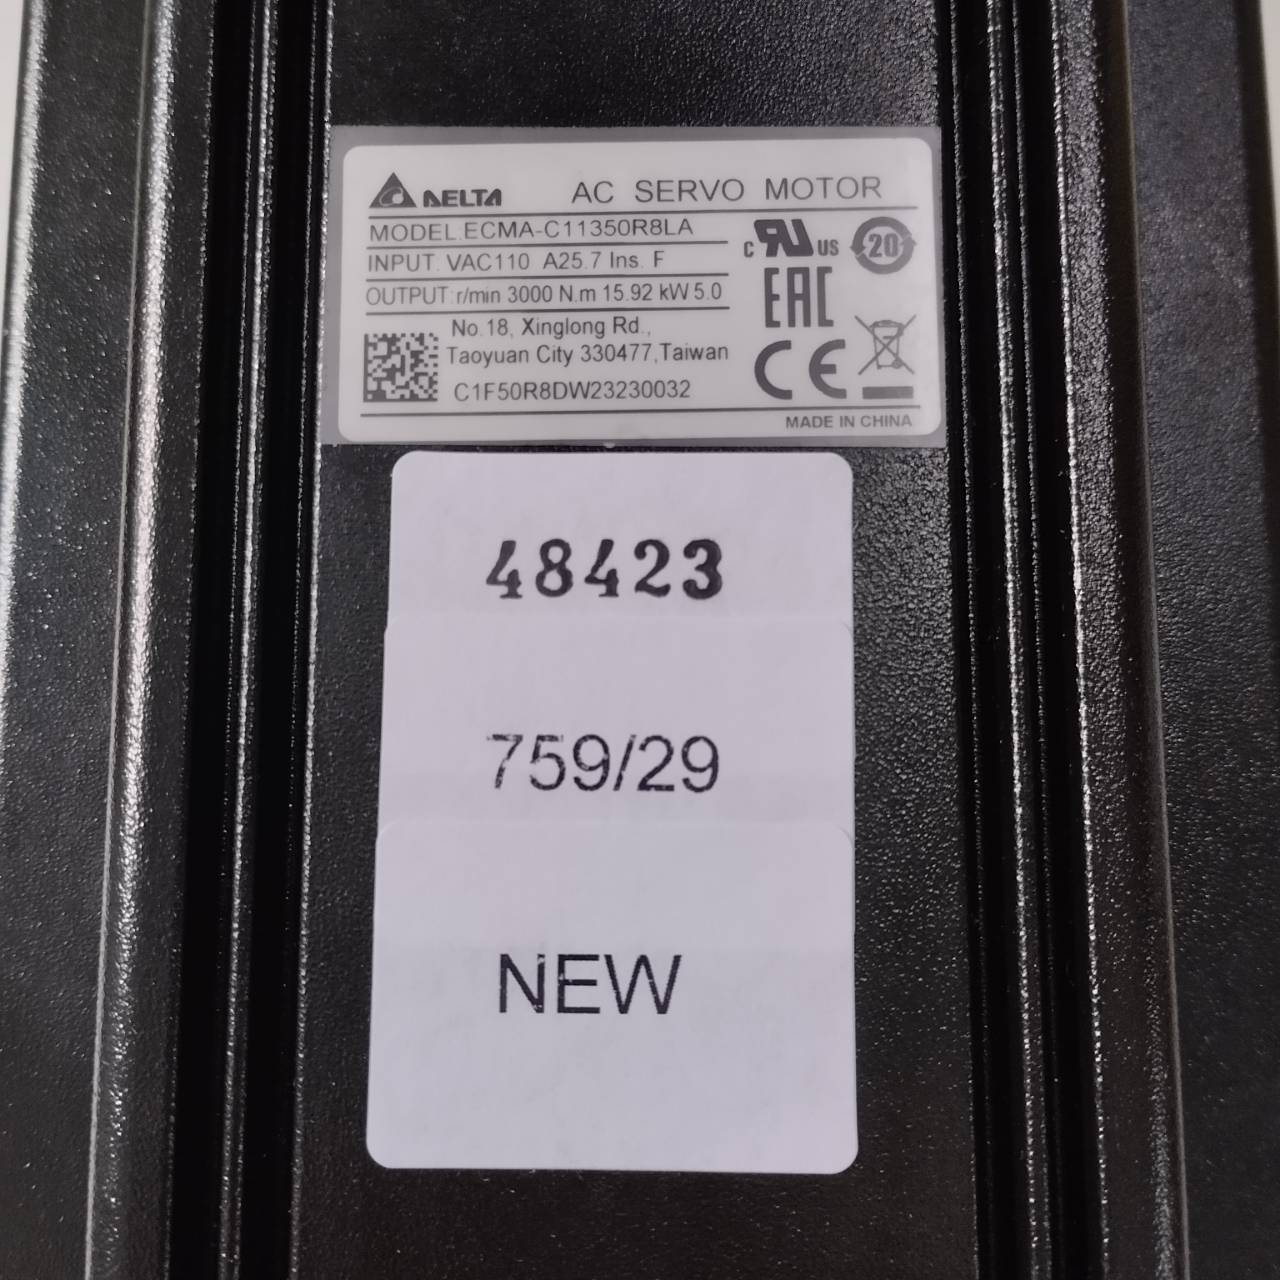 DELTA AC SERVO MOTOR
MODEL.ECMA-C11350R8LA
INPUT. VAC110 A25.7 Ins. F
OUTPUT:r/min 3000 N.m 15.92 kW 5.0
c RU US 20
EAC
No.18, Xinglong Rd.,
Taoyuan City 330477,Taiwan
CE
C1F50R8DW23230032
MADE IN CHINA
48423
759/29
NEW